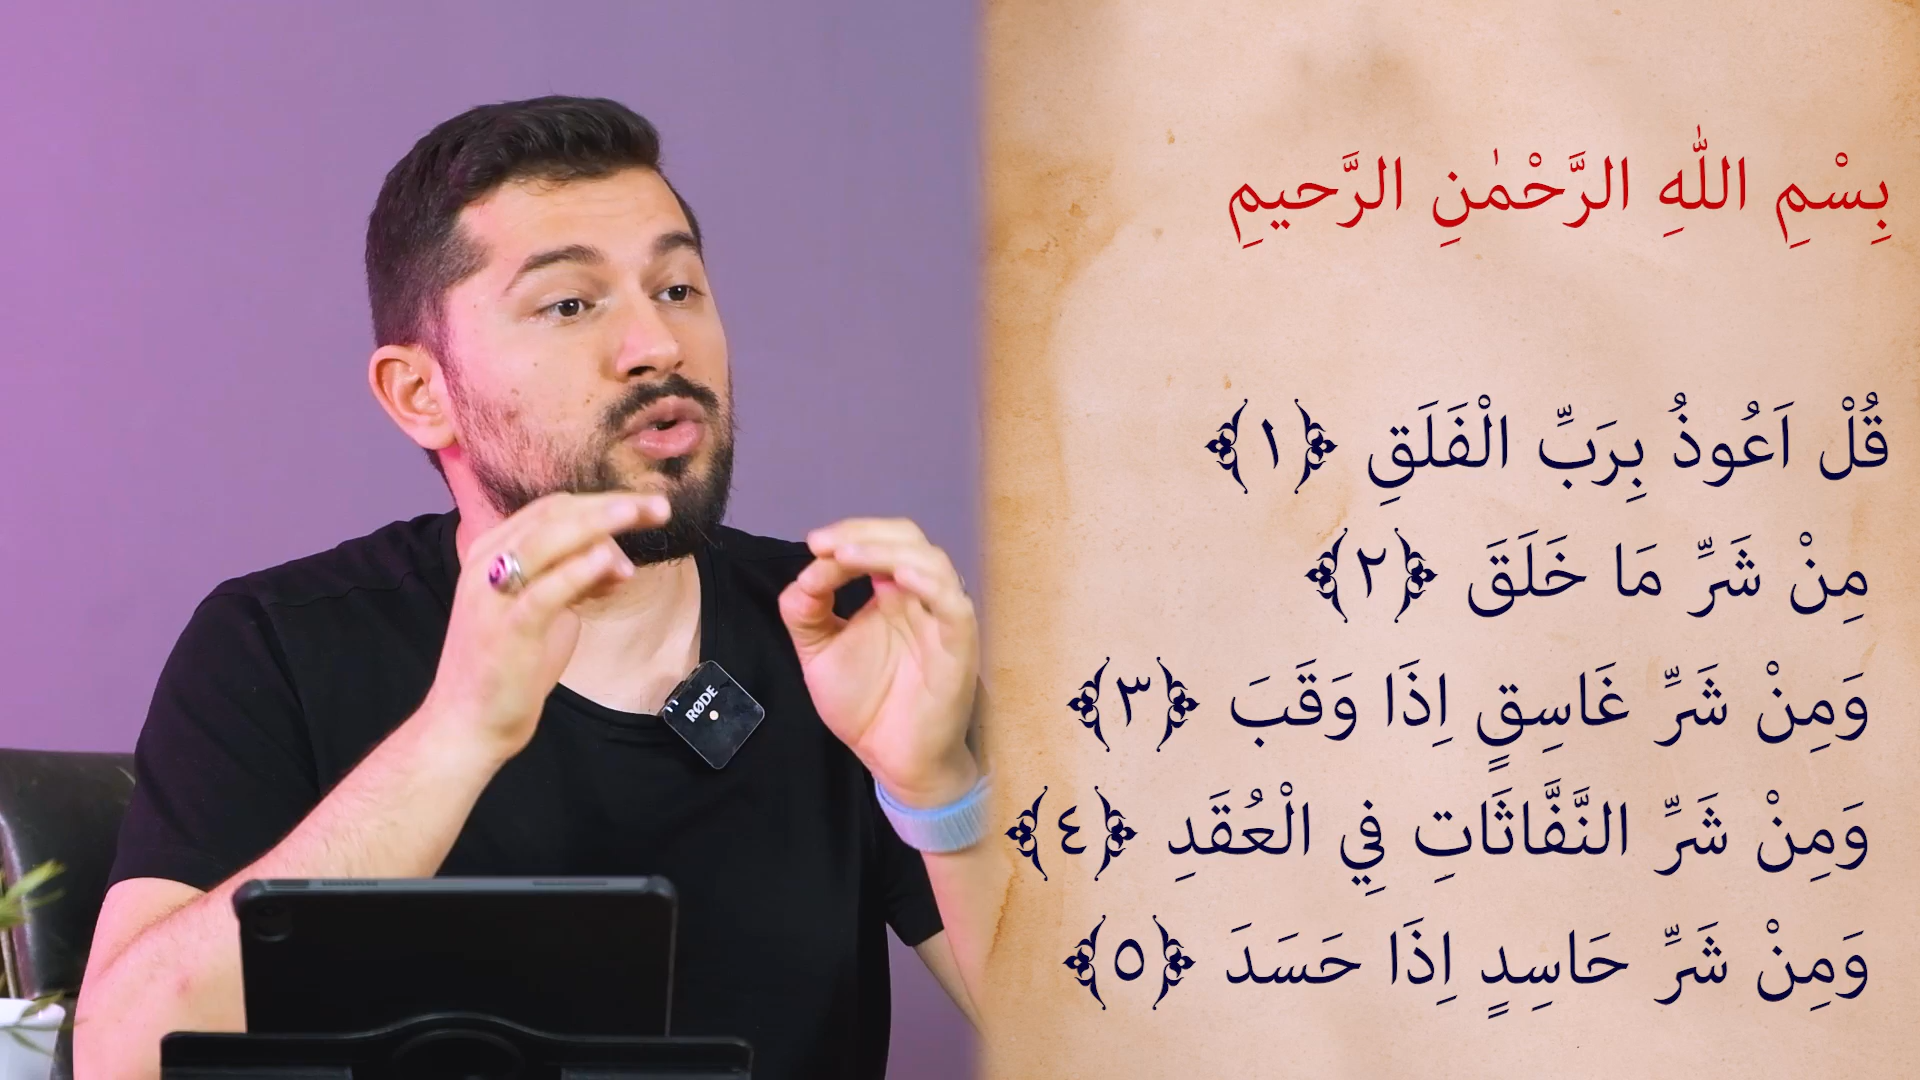 بِسْمِ اللّٰهِ الرَّحْمٰنِ الرَّحيمِ
قُلْ اَعُوذُ بِرَبِّ الْفَلَقِ ﴿١﴾
مِنْ شَرِّ مَا خَلَقَ ﴿٢﴾
وَمِنْ شَرِّ غَاسِقٍ اِذَا وَقَبَ ﴿٣﴾
وَمِنْ شَرِّ النَّفَّاثَاتِ فِي الْعُقَدِ ﴿٤﴾
وَمِنْ شَرِّ حَاسِدٍ اِذَا حَسَدَ ﴿٥﴾
RØDE